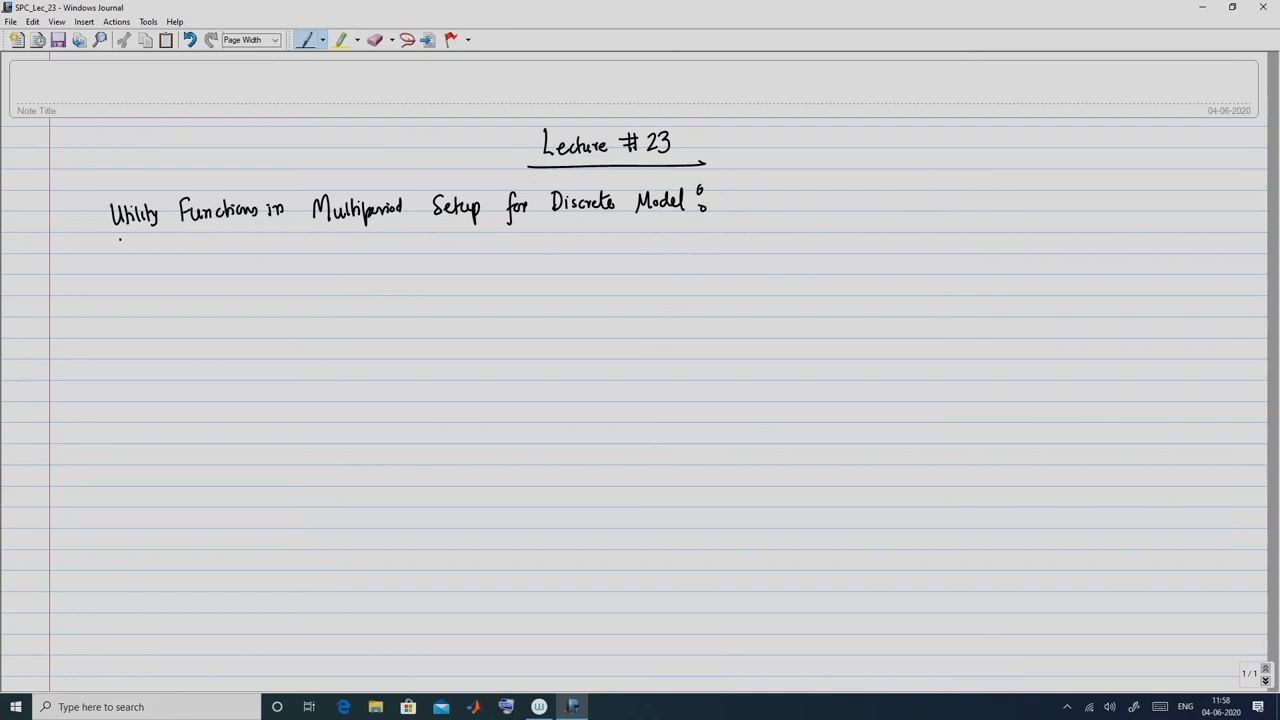 SPC_Lec_23 - Windows Journal
File Edit View Insert Actions Tools Help
Page Width
Note Title
04-06-2020
Lecture # 23
Utility Functions in Multiperiod Setup for Discrete Model :
1 / 1
Type here to search
ENG
11:58
04-06-2020